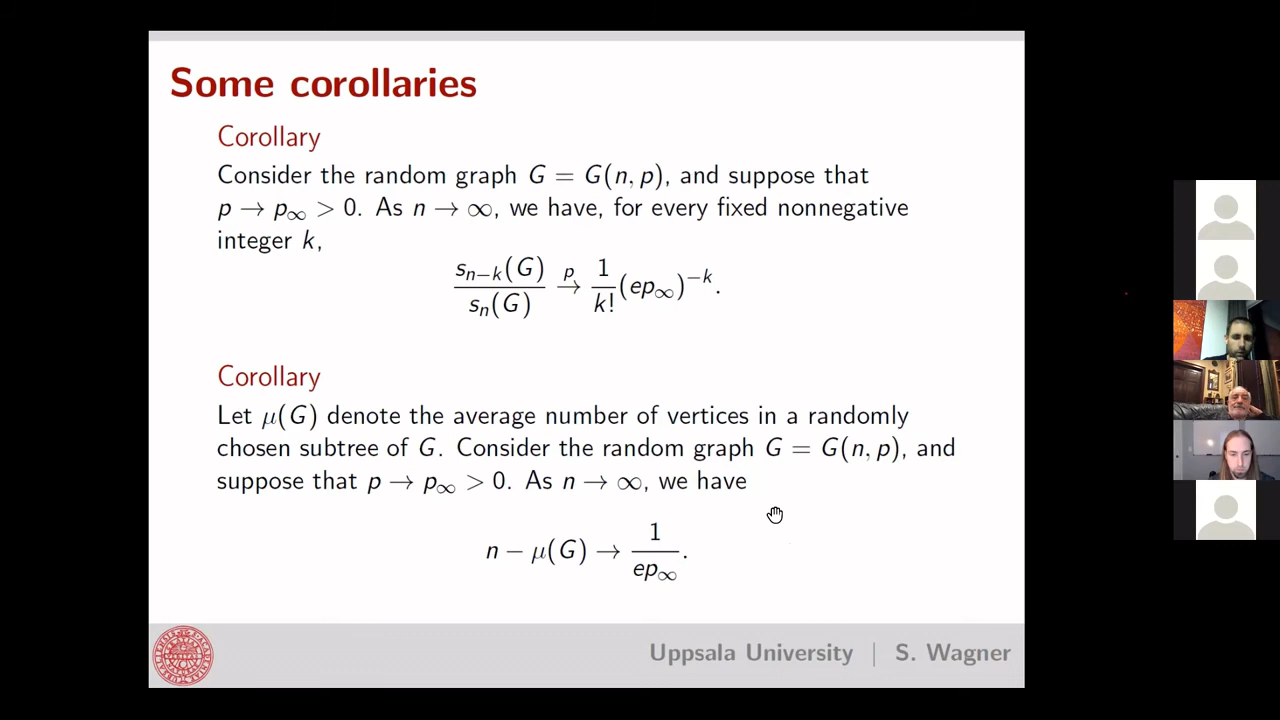 Some corollaries
Corollary
Consider the random graph G = G(n, p), and suppose that
p → p∞ > 0. As n → ∞, we have, for every fixed nonnegative
integer k,
sₙ₋ₖ(G) / sₙ(G) →ᵖ 1/k! (ep∞)⁻ᵏ.
Corollary
Let μ(G) denote the average number of vertices in a randomly
chosen subtree of G. Consider the random graph G = G(n, p), and
suppose that p → p∞ > 0. As n → ∞, we have
n − μ(G) → 1 / ep∞.
Uppsala University | S. Wagner